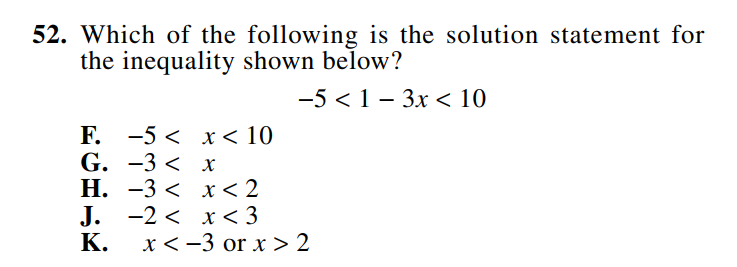 52. Which of the following is the solution statement for
the inequality shown below?
−5 < 1 − 3x < 10
F. −5 < x < 10
G. −3 < x
H. −3 < x < 2
J. −2 < x < 3
K. x < −3 or x > 2